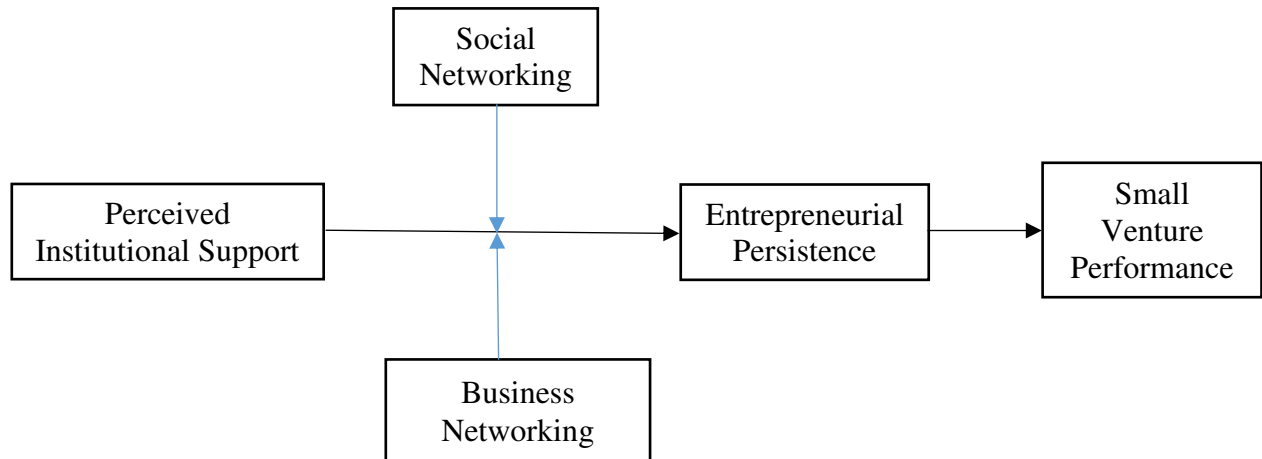 Social
Networking
Perceived
Institutional Support
Entrepreneurial
Persistence
Small
Venture
Performance
Business
Networking